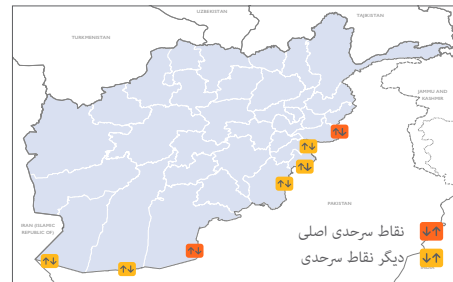 UZBEKISTAN
TAJIKISTAN
TURKMENISTAN
JAMMU AND
KASHMIR
PAKISTAN
IRAN (ISLAMIC
REPUBLIC OF)
نقاط سرحدی اصلی
دیگر نقاط سرحدی